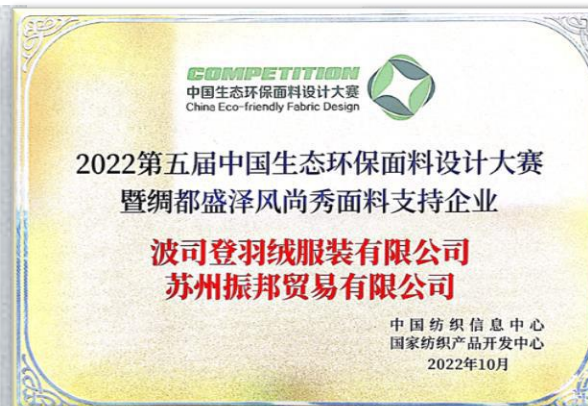 COMPETITION
中国生态环保面料设计大赛
China Eco-friendly Fabric Design
2022第五届中国生态环保面料设计大赛
暨绸都盛泽风尚秀面料支持企业
波司登羽绒服装有限公司
苏州振邦贸易有限公司
中国纺织信息中心
国家纺织产品开发中心
2022年10月